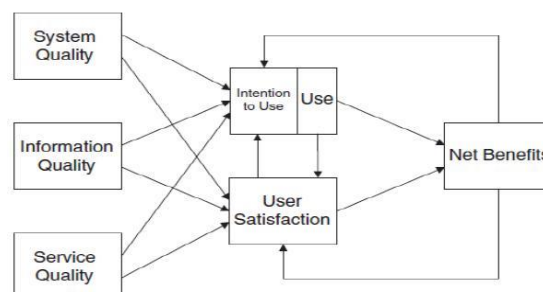 System
Quality
Information
Quality
Service
Quality
Intention
to Use
Use
User
Satisfaction
Net Benefits